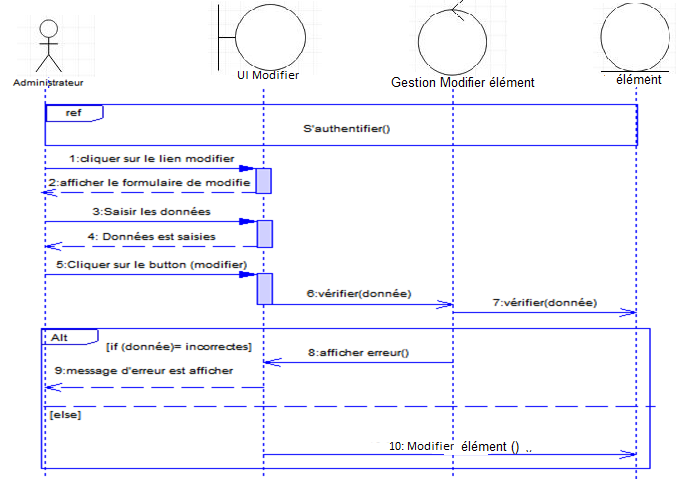 Administrateur
UI Modifier
Gestion Modifier élément
élément
ref
S'authentifier()
1:cliquer sur le lien modifier
2:afficher le formulaire de modifie
3:Saisir les données
4: Données est saisies
5:Cliquer sur le button (modifier)
6:vérifier(donnée)
7:vérifier(donnée)
Alt
[if (donnée)= incorrectes]
8:afficher erreur()
9:message d'erreur est afficher
[else]
10: Modifier élément () ..